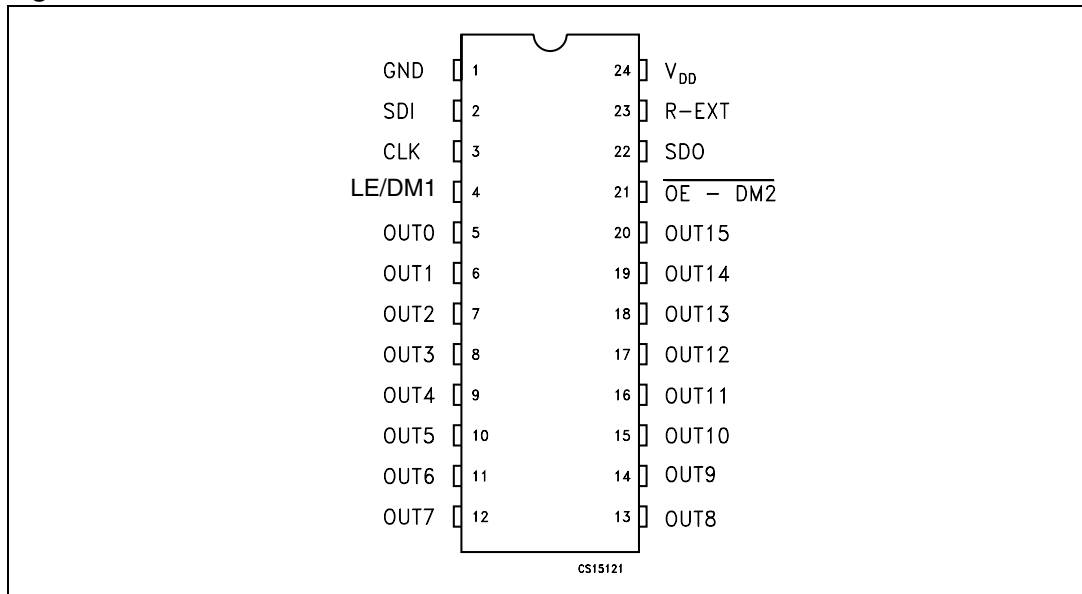 GND 1 24 VDD
SDI 2 23 R-EXT
CLK 3 22 SDO
LE/DM1 4 21 OE - DM2
OUT0 5 20 OUT15
OUT1 6 19 OUT14
OUT2 7 18 OUT13
OUT3 8 17 OUT12
OUT4 9 16 OUT11
OUT5 10 15 OUT10
OUT6 11 14 OUT9
OUT7 12 13 OUT8
CS15121